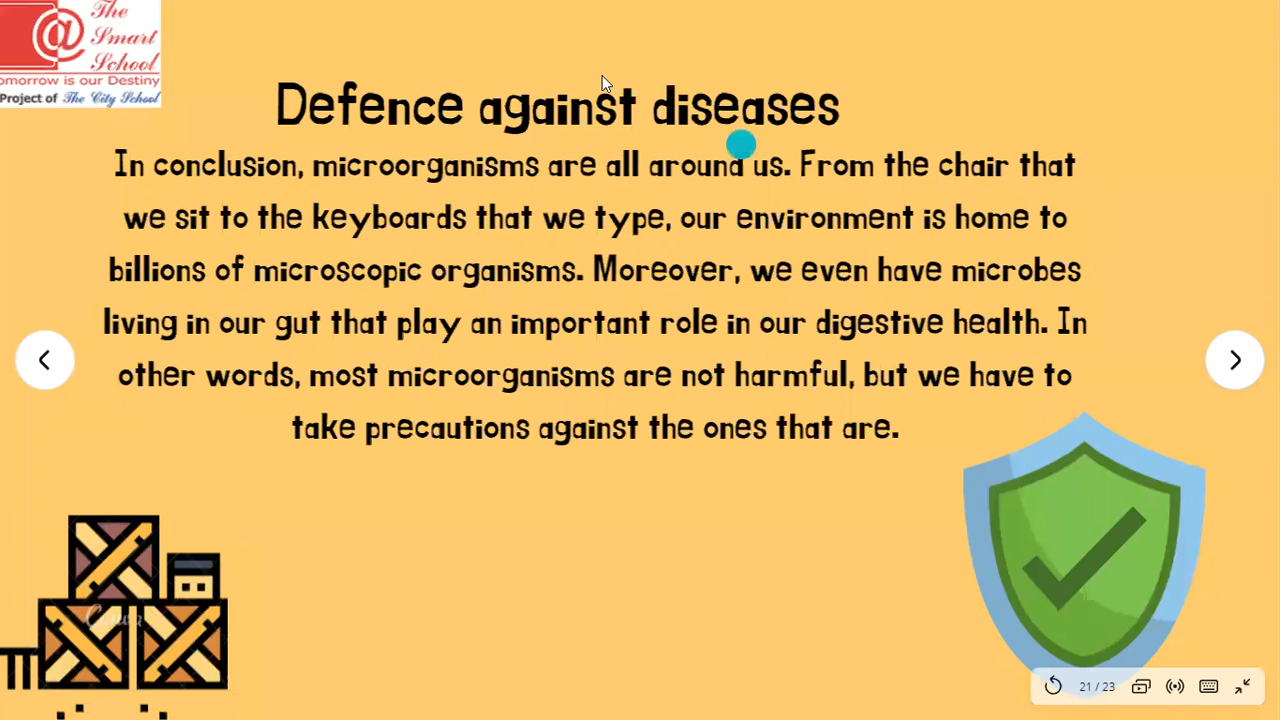 The
Smart
School
omorrow is our Destiny
Project of The City School
Defence against diseases
In conclusion, microorganisms are all around us. From the chair that
we sit to the keyboards that we type, our environment is home to
billions of microscopic organisms. Moreover, we even have microbes
living in our gut that play an important role in our digestive health. In
other words, most microorganisms are not harmful, but we have to
take precautions against the ones that are.
Canva
21 / 23